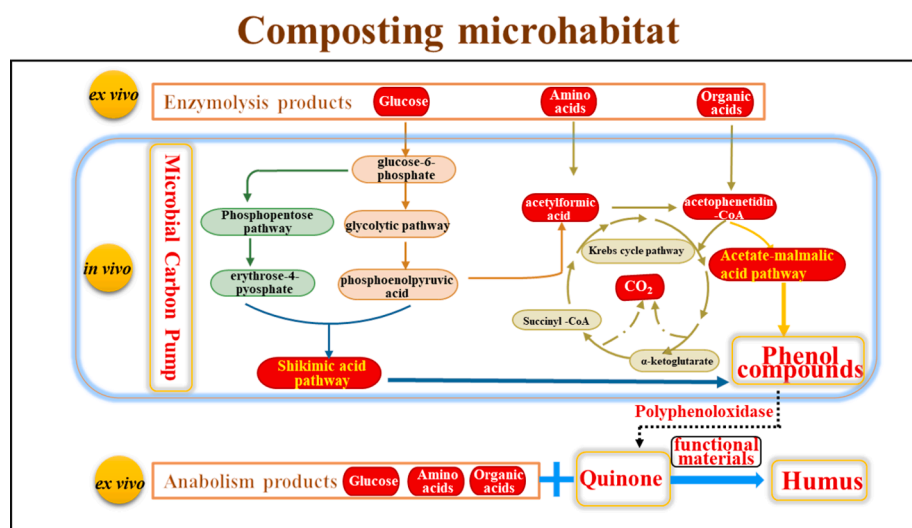 Composting microhabitat
ex vivo
Enzymolysis products
Glucose
Amino
acids
Organic
acids
Microbial Carbon Pump
in vivo
glucose-6-
phosphate
Phosphopentose
pathway
glycolytic pathway
acetylformic
acid
acetophenetidin
-CoA
Krebs cycle pathway
Acetate-malmalic
acid pathway
erythrose-4-
pyosphate
phosphoenolpyruvic
acid
CO₂
Succinyl -CoA
α-ketoglutarate
Shikimic acid
pathway
Phenol
compounds
Polyphenoloxidase
ex vivo
Anabolism products
Glucose
Amino
acids
Organic
acids
Quinone
functional
materials
Humus